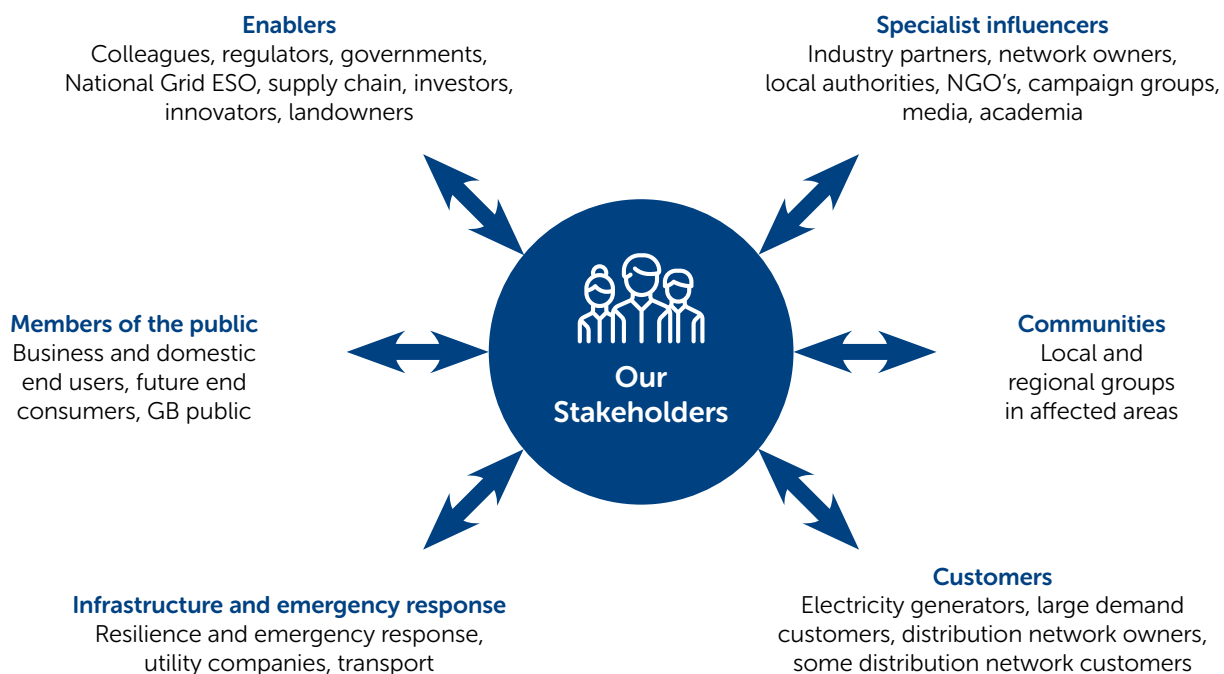 Enablers
Colleagues, regulators, governments,
National Grid ESO, supply chain, investors,
innovators, landowners
Specialist influencers
Industry partners, network owners,
local authorities, NGO's, campaign groups,
media, academia
Members of the public
Business and domestic
end users, future end
consumers, GB public
Our
Stakeholders
Communities
Local and
regional groups
in affected areas
Infrastructure and emergency response
Resilience and emergency response,
utility companies, transport
Customers
Electricity generators, large demand
customers, distribution network owners,
some distribution network customers